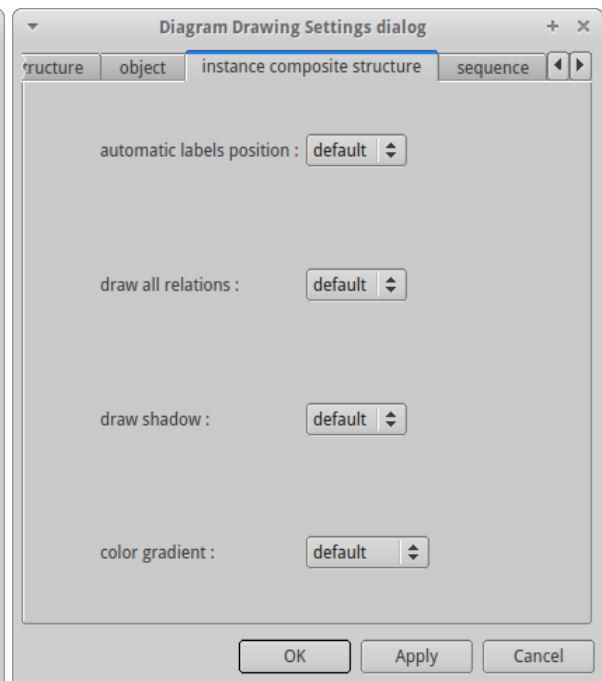 Diagram Drawing Settings dialog
ructure object instance composite structure sequence
automatic labels position : default
draw all relations : default
draw shadow : default
color gradient : default
OK Apply Cancel